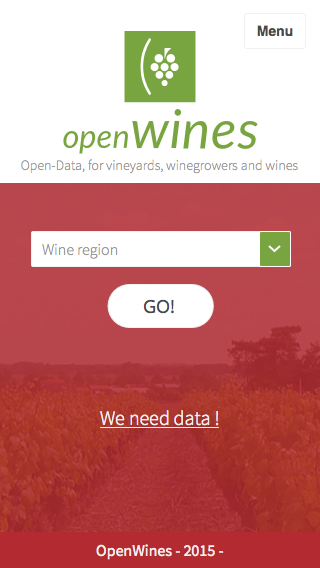 Menu
openwines
Open-Data, for vineyards, winegrowers and wines
Wine region
GO!
We need data !
OpenWines - 2015 -